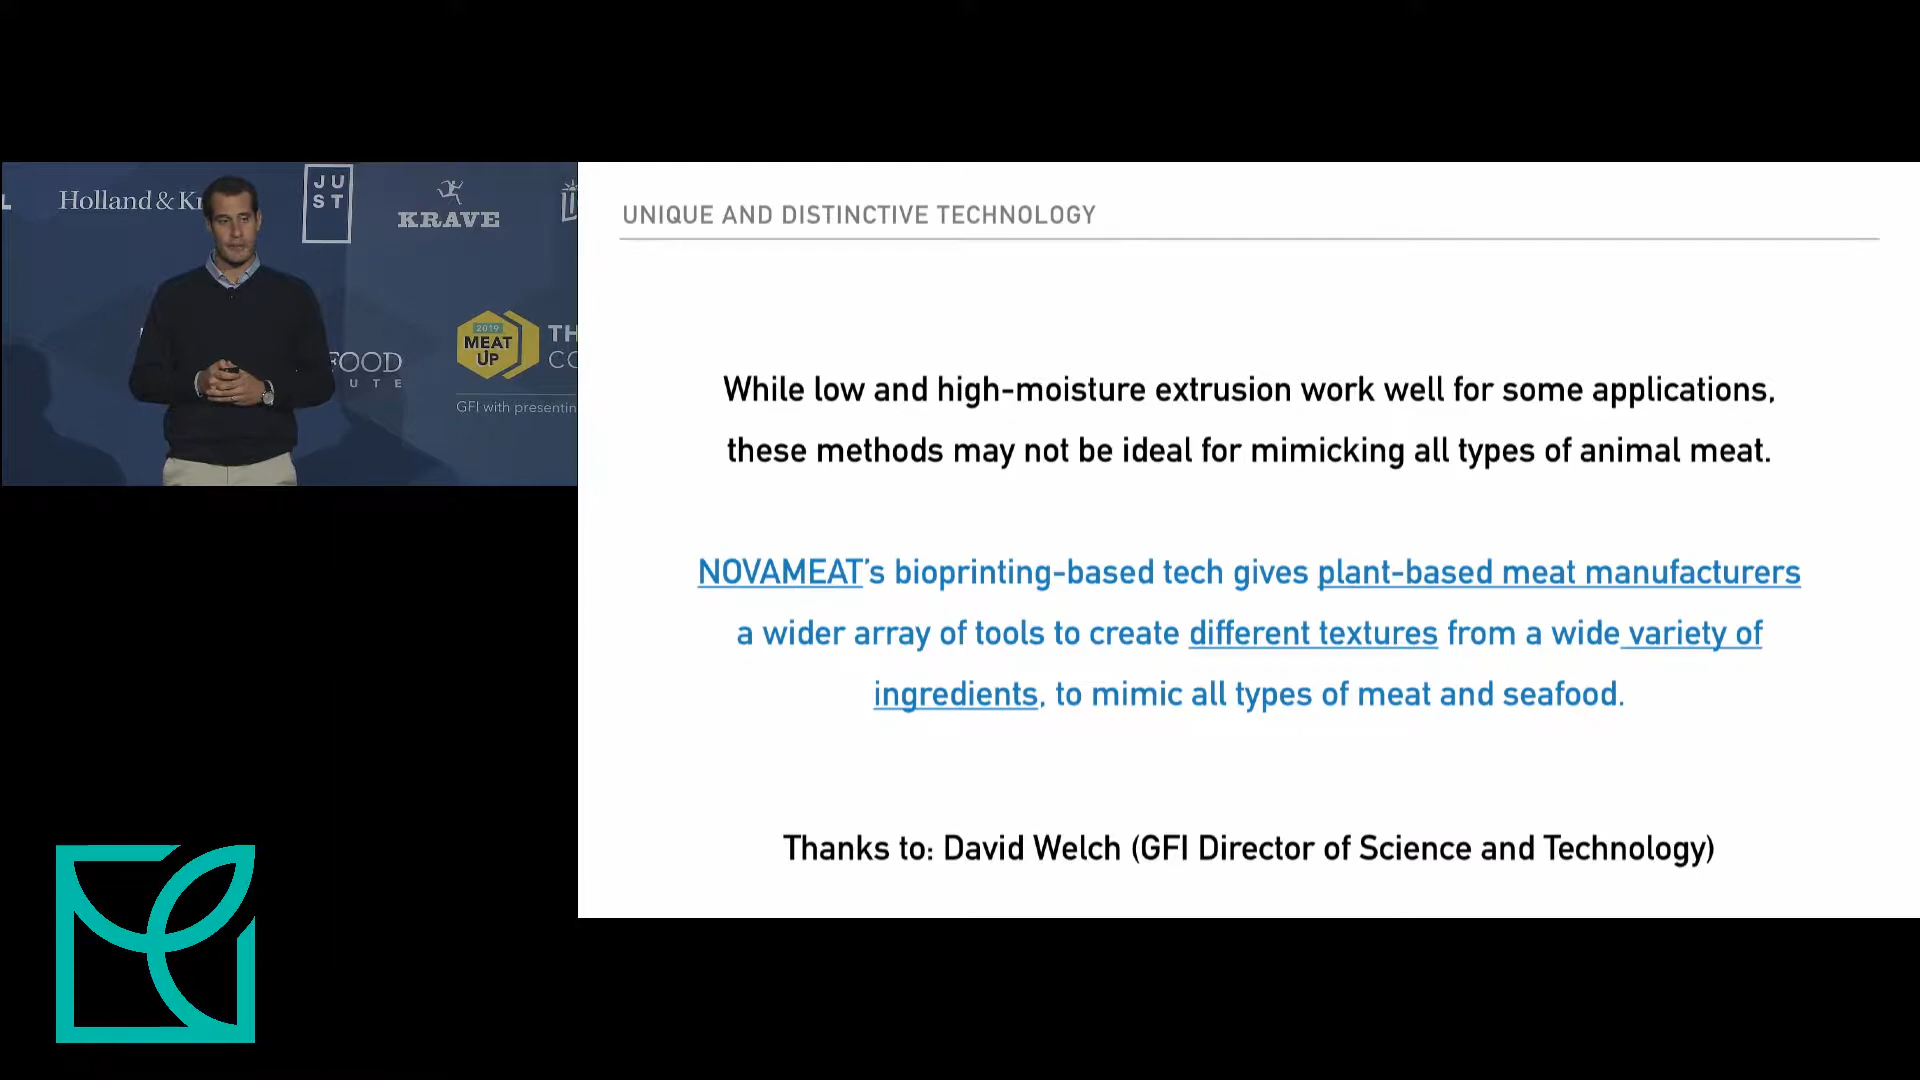 Holland & K
JU
ST
KRAVE
2019
MEAT
UP
TH
CO
FOOD
UTE
GFI with presentin
UNIQUE AND DISTINCTIVE TECHNOLOGY
While low and high-moisture extrusion work well for some applications,
these methods may not be ideal for mimicking all types of animal meat.
NOVAMEAT's bioprinting-based tech gives plant-based meat manufacturers
a wider array of tools to create different textures from a wide variety of
ingredients, to mimic all types of meat and seafood.
Thanks to: David Welch (GFI Director of Science and Technology)